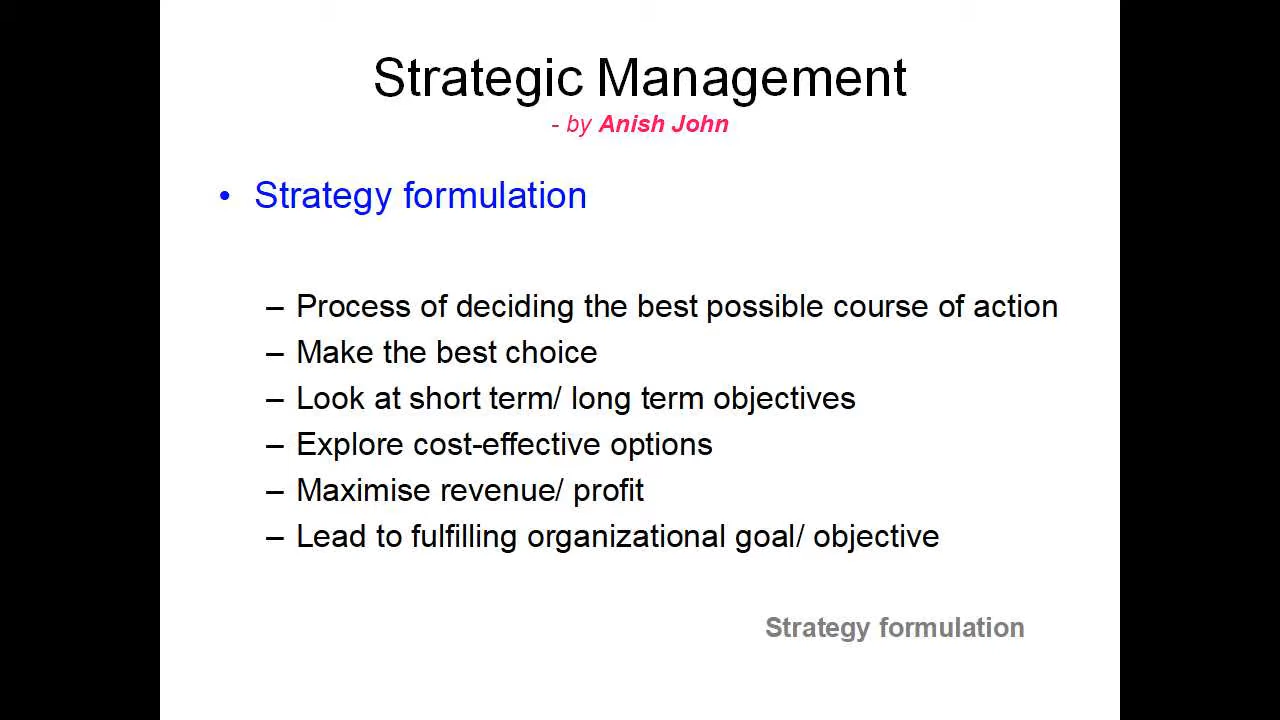 Strategic Management
- by Anish John
• Strategy formulation
– Process of deciding the best possible course of action
– Make the best choice
– Look at short term/ long term objectives
– Explore cost-effective options
– Maximise revenue/ profit
– Lead to fulfilling organizational goal/ objective
Strategy formulation